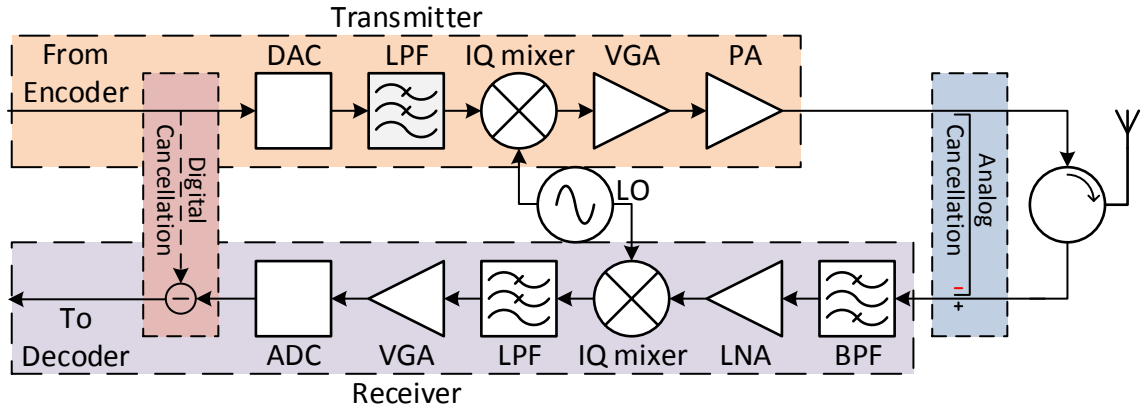 Transmitter
From
Encoder
DAC
LPF
IQ mixer
VGA
PA
Digital
Cancellation
Analog
Cancellation
LO
−
+
To
Decoder
ADC
VGA
LPF
IQ mixer
LNA
BPF
Receiver